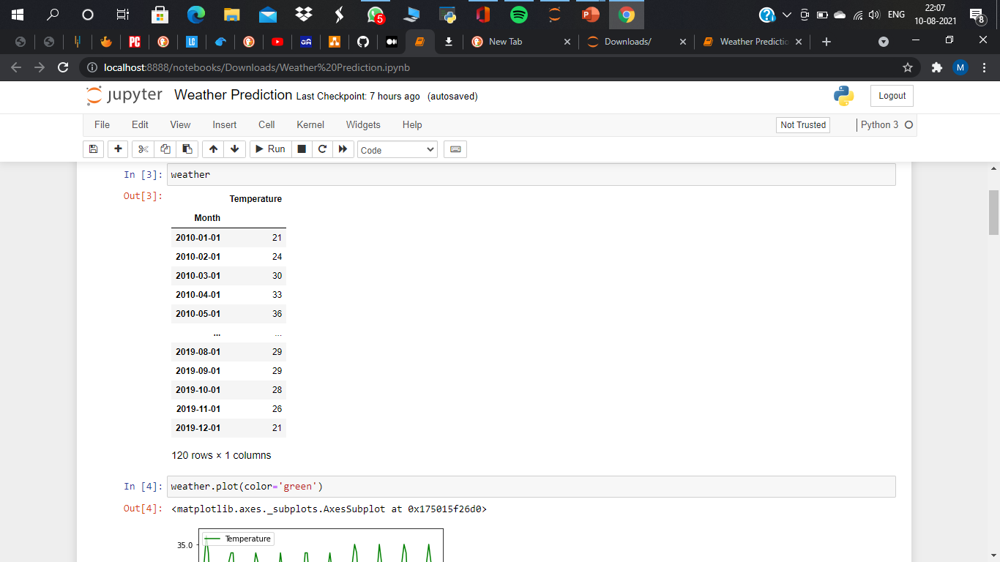 5
ENG
22:07
10-08-2021
8
PC
LC
New Tab
Downloads/
Weather Predictic
localhost:8888/notebooks/Downloads/Weather%20Prediction.ipynb
M
jupyter Weather Prediction Last Checkpoint: 7 hours ago (autosaved)
Logout
File Edit View Insert Cell Kernel Widgets Help
Not Trusted
Python 3
Run
Code
In [3]: weather
Out[3]:
Temperature
Month
2010-01-01 21
2010-02-01 24
2010-03-01 30
2010-04-01 33
2010-05-01 36
... ...
2019-08-01 29
2019-09-01 29
2019-10-01 28
2019-11-01 26
2019-12-01 21
120 rows × 1 columns
In [4]: weather.plot(color='green')
Out[4]: <matplotlib.axes._subplots.AxesSubplot at 0x175015f26d0>
Temperature
35.0